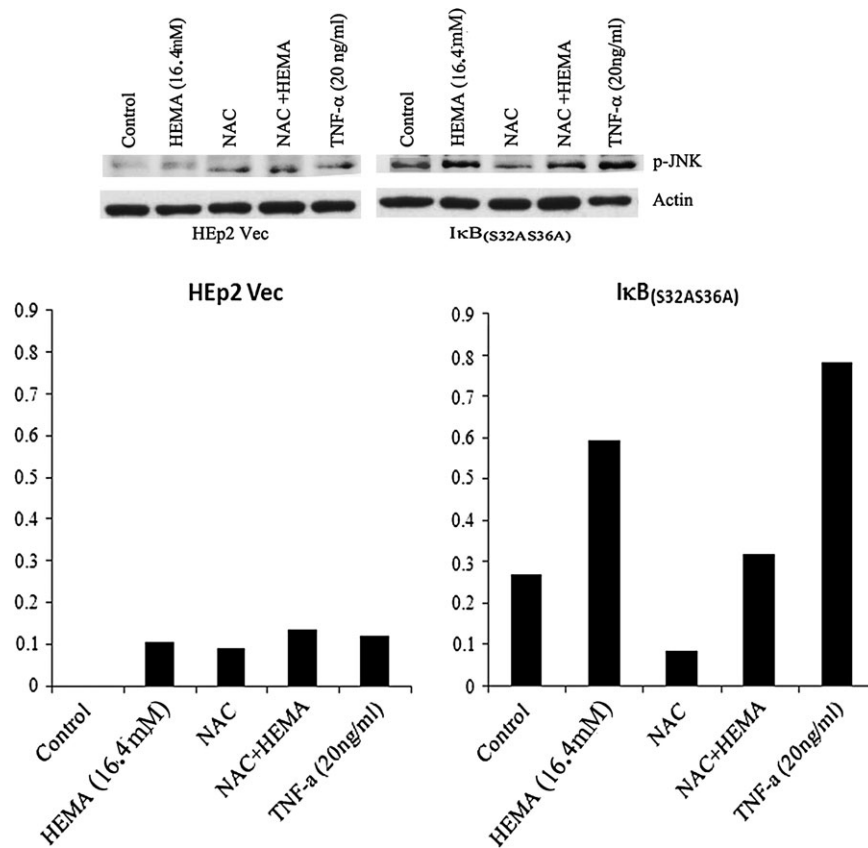 Control
HEMA (16.4mM)
NAC
NAC +HEMA
TNF-α (20 ng/ml)
Control
HEMA (16.4)mM)
NAC
NAC +HEMA
TNF-α (20ng/ml)
p-JNK
Actin
HEp2 Vec
IκB(S32AS36A)
HEp2 Vec
0.9
0.8
0.7
0.6
0.5
0.4
0.3
0.2
0.1
0
Control
HEMA (16.4mM)
NAC
NAC+HEMA
TNF-a (20ng/ml)
IκB(S32AS36A)
0.9
0.8
0.7
0.6
0.5
0.4
0.3
0.2
0.1
0
Control
HEMA (16.4mM)
NAC
NAC+HEMA
TNF-a (20ng/ml)